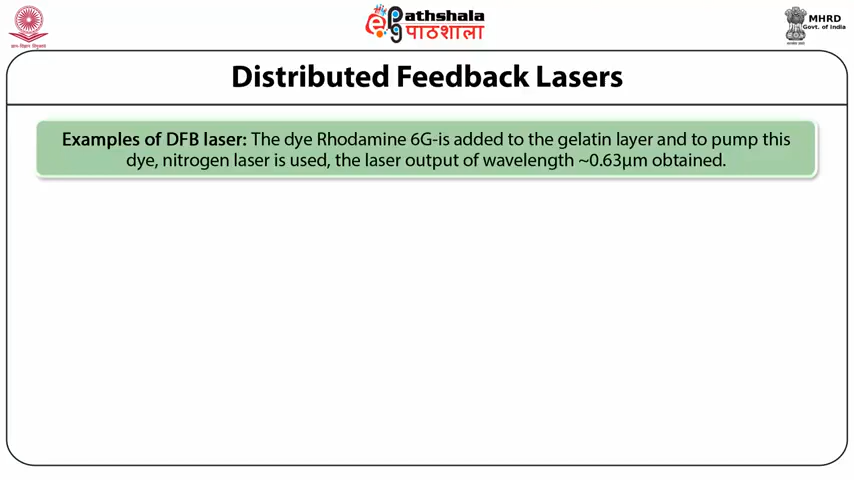 ePathshala
पाठशाला
MHRD
Govt. of India
Distributed Feedback Lasers
Examples of DFB laser: The dye Rhodamine 6G-is added to the gelatin layer and to pump this
dye, nitrogen laser is used, the laser output of wavelength ~0.63µm obtained.